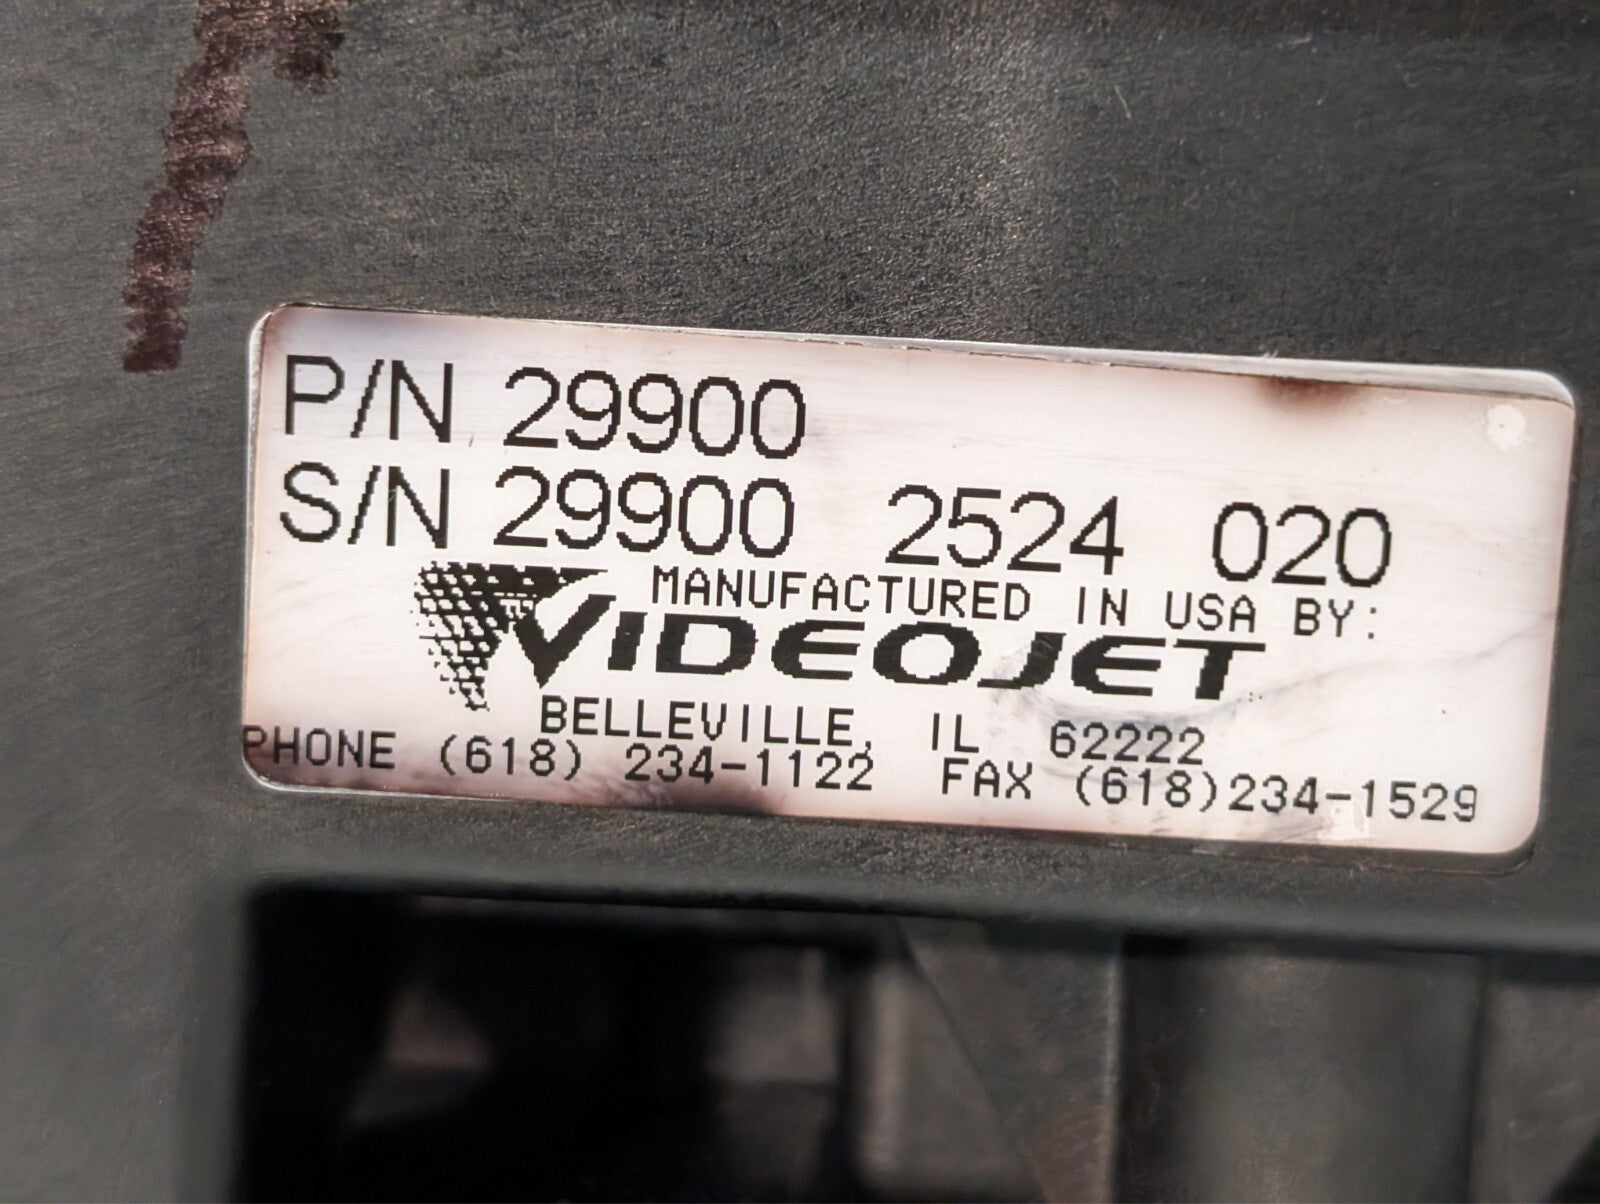 P/N 29900
S/N 29900 2524 020
MANUFACTURED IN USA BY:
VIDEOJET
BELLEVILLE, IL 62222
PHONE (618) 234-1122 FAX (618)234-1529